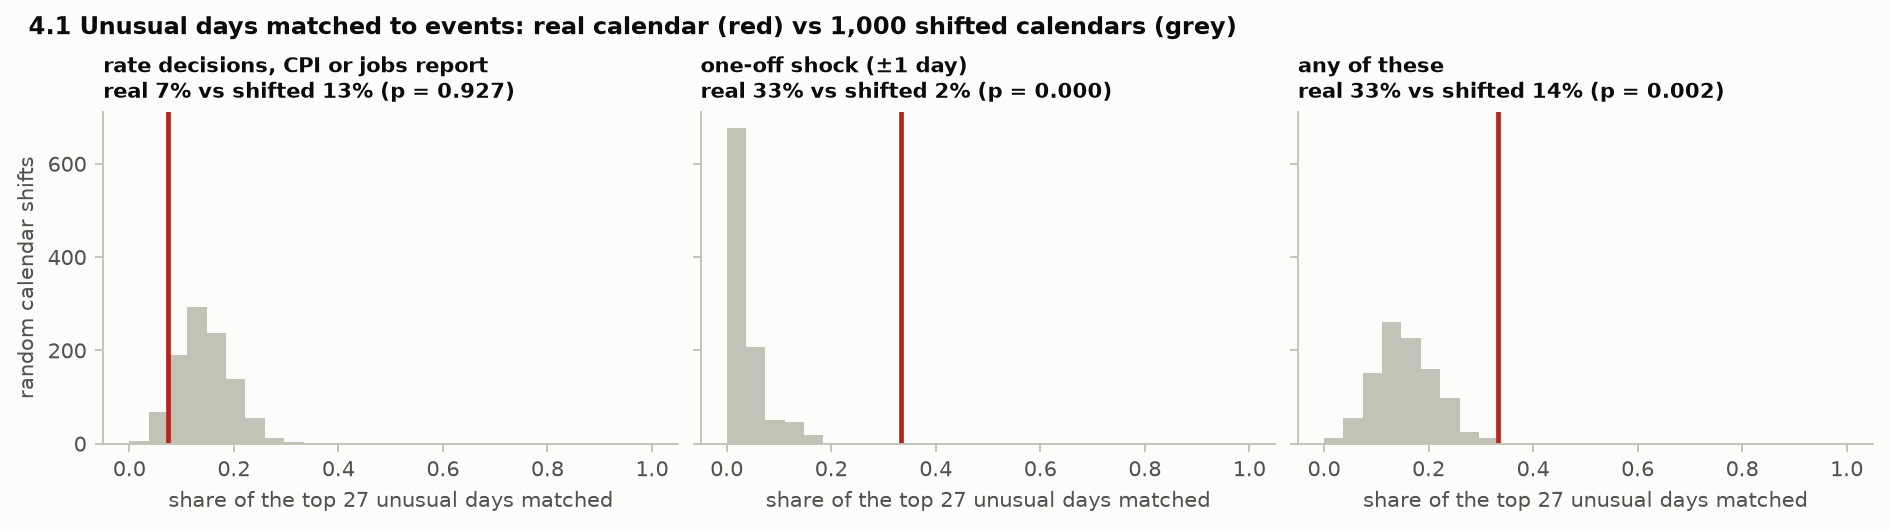 4.1 Unusual days matched to events: real calendar (red) vs 1,000 shifted calendars (grey)
rate decisions, CPI or jobs report
real 7% vs shifted 13% (p = 0.927)
one-off shock (±1 day)
real 33% vs shifted 2% (p = 0.000)
any of these
real 33% vs shifted 14% (p = 0.002)
random calendar shifts
600
400
200
0
0.0 0.2 0.4 0.6 0.8 1.0
0.0 0.2 0.4 0.6 0.8 1.0
0.0 0.2 0.4 0.6 0.8 1.0
share of the top 27 unusual days matched
share of the top 27 unusual days matched
share of the top 27 unusual days matched